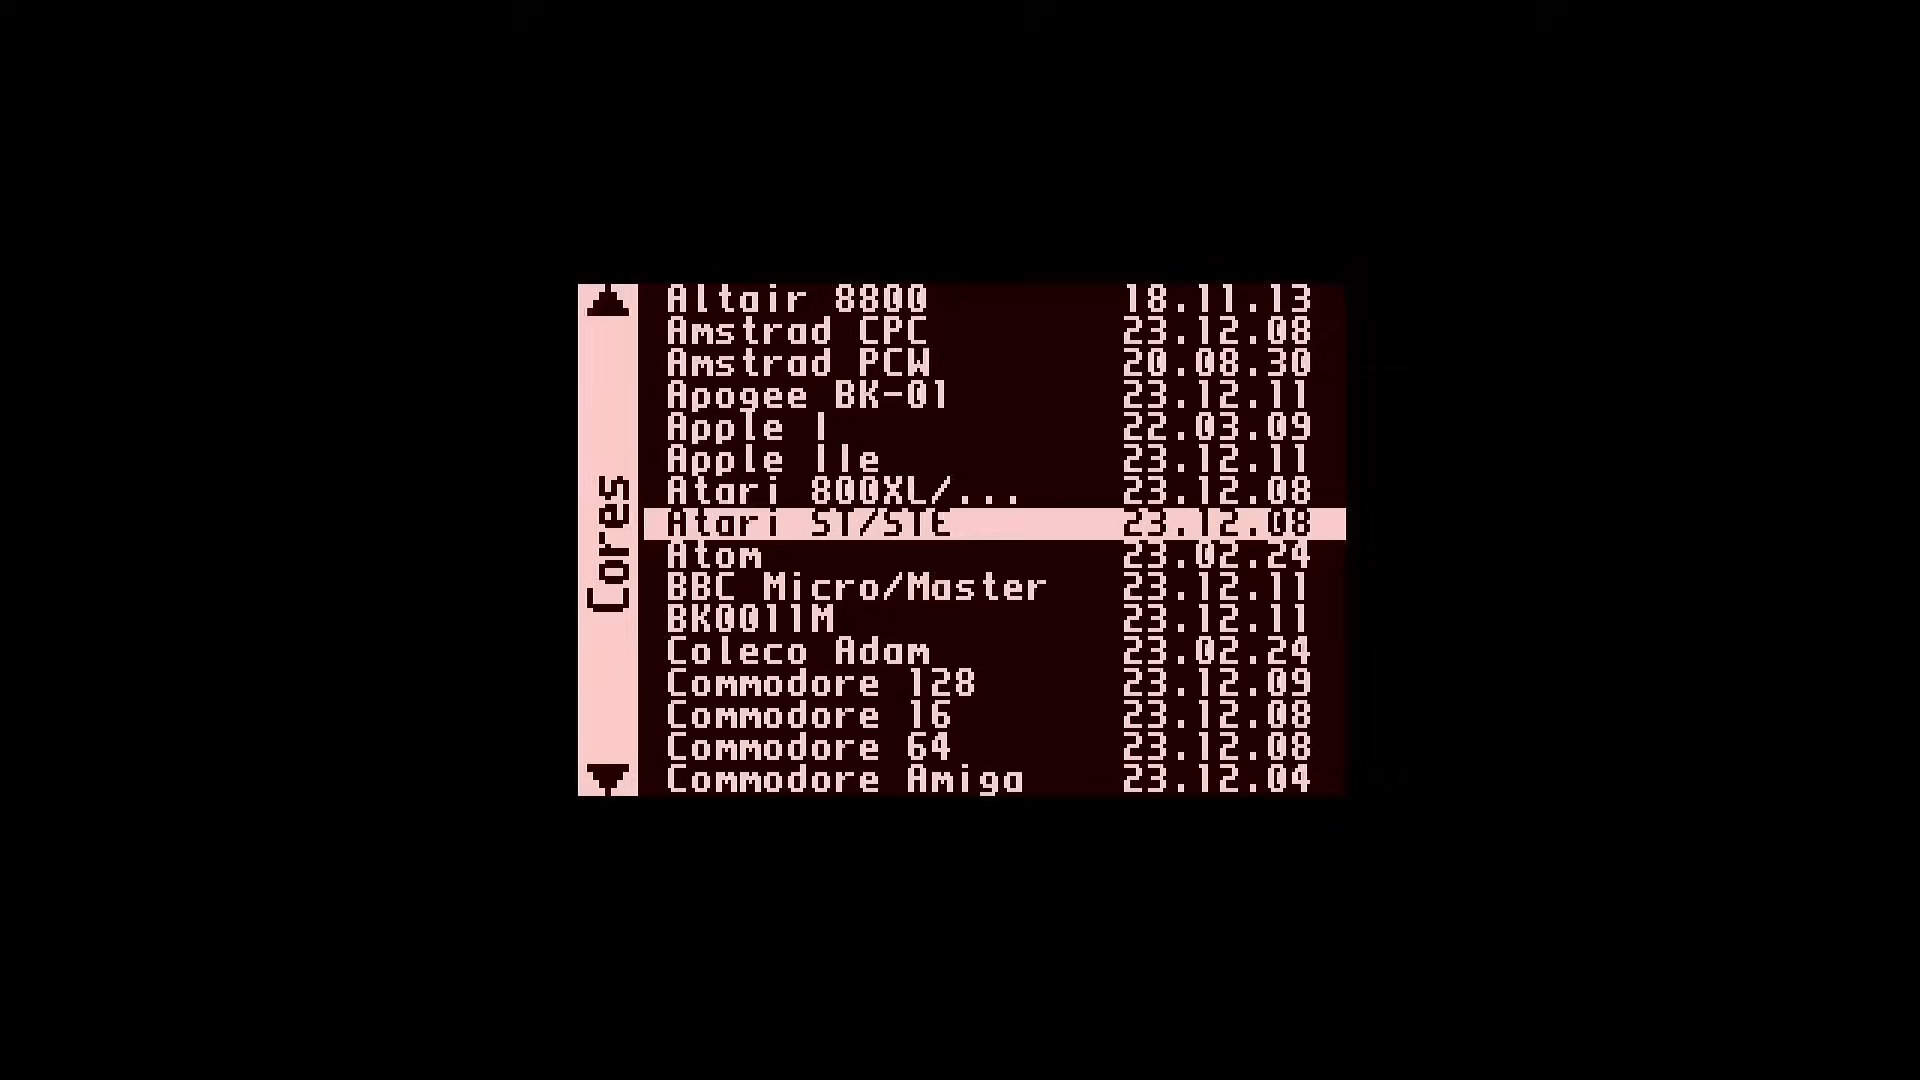 Cores
Altair 8800 18.11.13
Amstrad CPC 23.12.08
Amstrad PCW 20.08.30
Apogee BK-01 23.12.11
Apple I 22.03.09
Apple IIe 23.12.11
Atari 800XL/... 23.12.08
Atari ST/STE 23.12.08
Atom 23.02.24
BBC Micro/Master 23.12.11
BK0011M 23.12.11
Coleco Adam 23.02.24
Commodore 128 23.12.09
Commodore 16 23.12.08
Commodore 64 23.12.08
Commodore Amiga 23.12.04